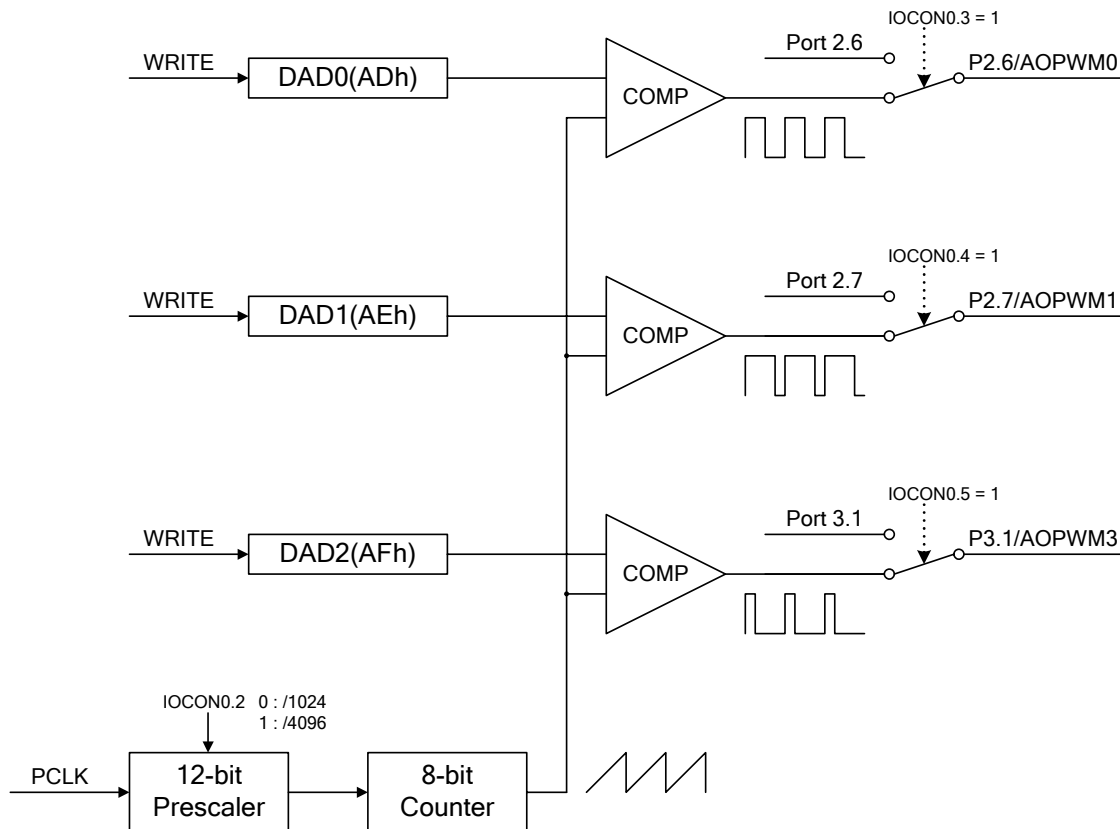 IOCON0.3 = 1
WRITE
DAD0(ADh)
COMP
Port 2.6
P2.6/AOPWM0
IOCON0.4 = 1
WRITE
DAD1(AEh)
COMP
Port 2.7
P2.7/AOPWM1
IOCON0.5 = 1
WRITE
DAD2(AFh)
COMP
Port 3.1
P3.1/AOPWM3
IOCON0.2 0 : /1024
1 : /4096
PCLK
12-bit
Prescaler
8-bit
Counter